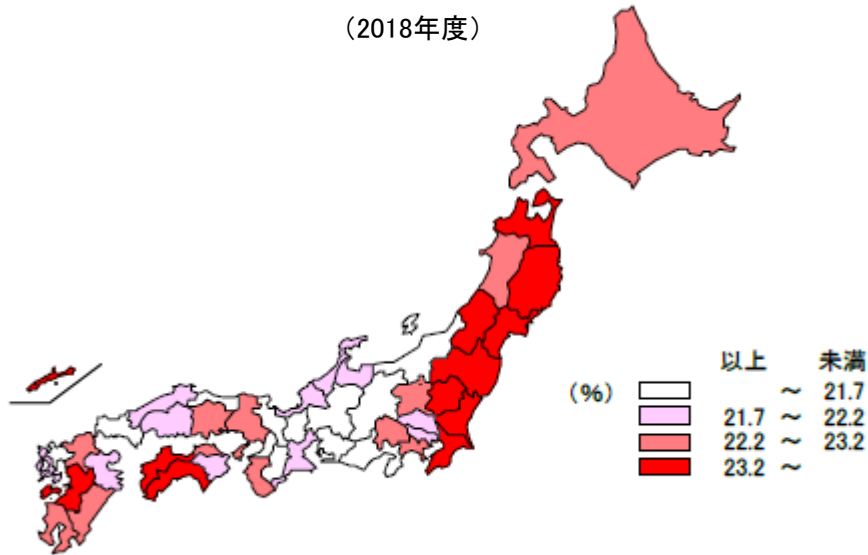 （2018年度）
以上　未満
（%）　～　21.7
21.7　～　22.2
22.2　～　23.2
23.2　～